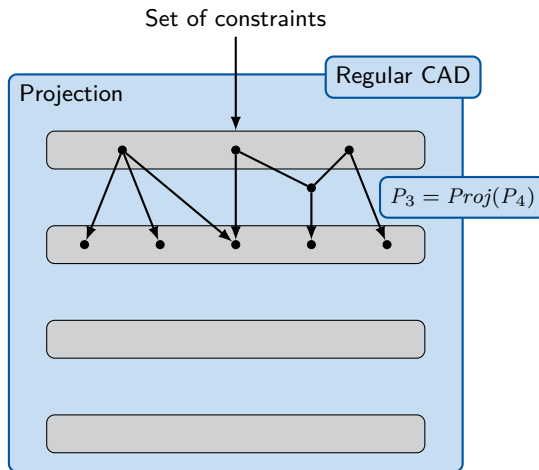 Set of constraints
Regular CAD
Projection
P₃ = Proj(P₄)